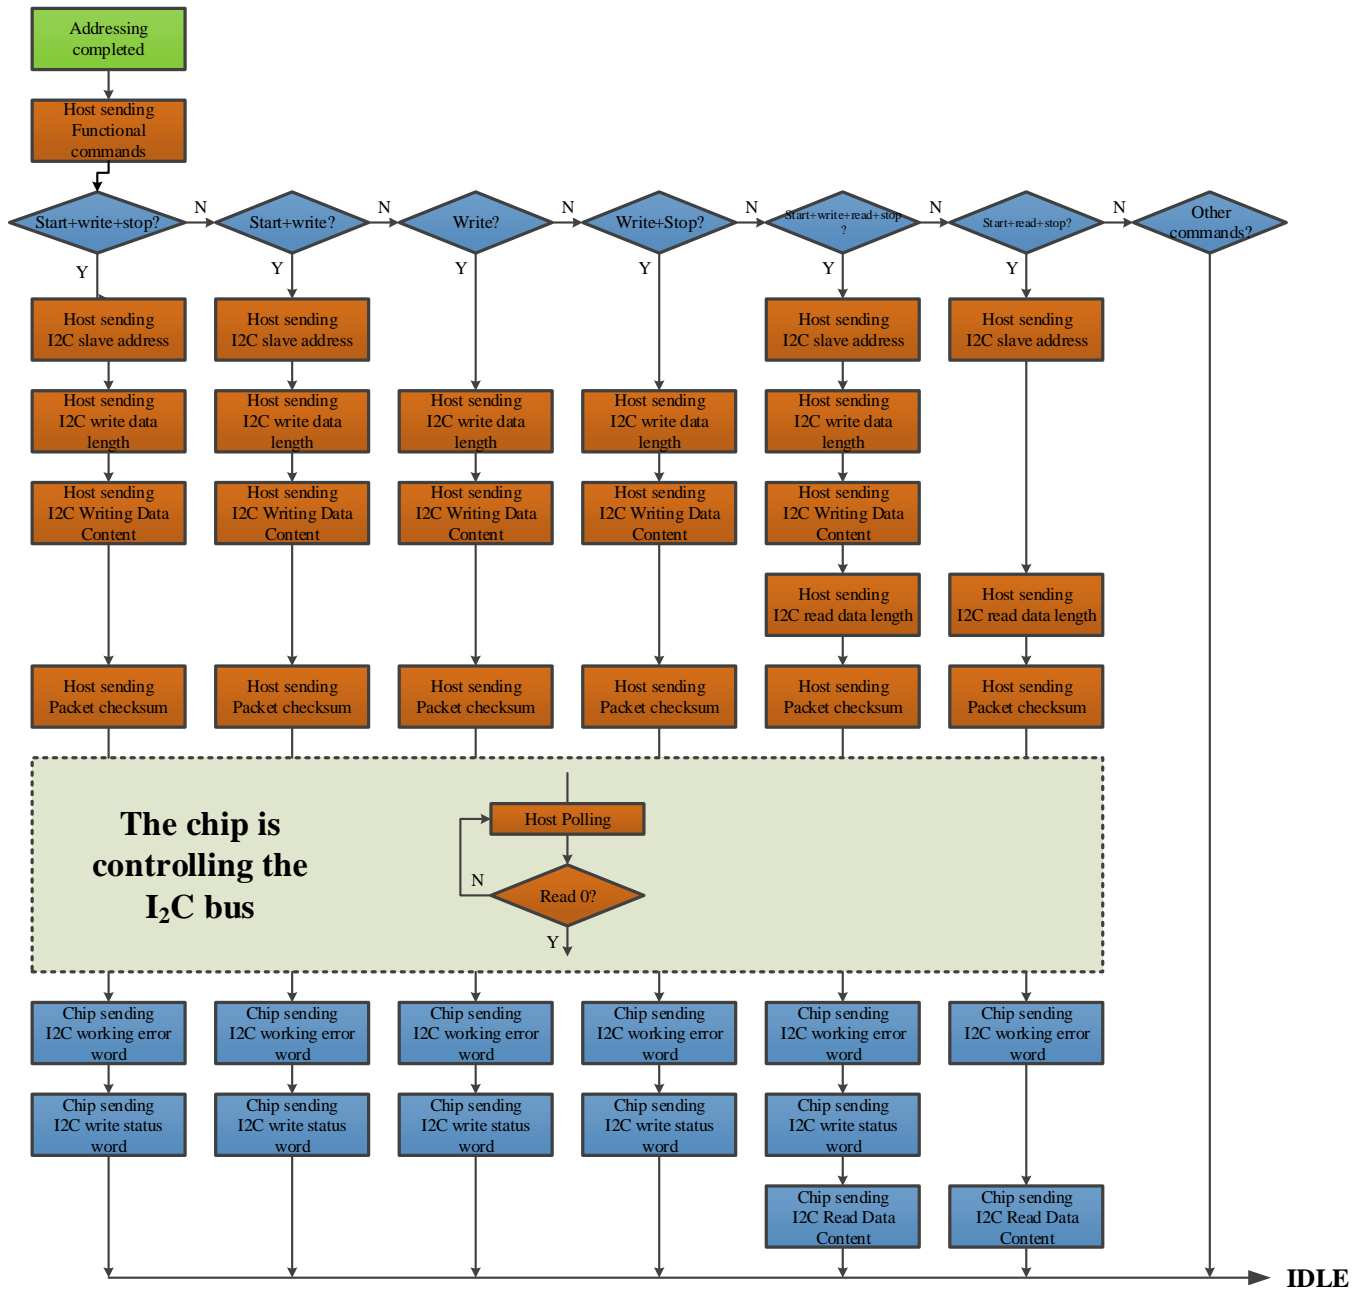 Addressing
completed
Host sending
Functional
commands
Start+write+stop?
N
Start+write?
N
Write?
N
Write+Stop?
N
Start+write+read+stop
?
N
Start+read+stop?
N
Other
commands?
Y
Y
Y
Y
Y
Y
Host sending
I2C slave address
Host sending
I2C slave address
Host sending
I2C slave address
Host sending
I2C slave address
Host sending
I2C write data
length
Host sending
I2C write data
length
Host sending
I2C write data
length
Host sending
I2C write data
length
Host sending
I2C write data
length
Host sending
I2C Writing Data
Content
Host sending
I2C Writing Data
Content
Host sending
I2C Writing Data
Content
Host sending
I2C Writing Data
Content
Host sending
I2C Writing Data
Content
Host sending
I2C read data length
Host sending
I2C read data length
Host sending
Packet checksum
Host sending
Packet checksum
Host sending
Packet checksum
Host sending
Packet checksum
Host sending
Packet checksum
Host sending
Packet checksum
The chip is
controlling the
I₂C bus
Host Polling
N
Read 0?
Y
Chip sending
I2C working error
word
Chip sending
I2C working error
word
Chip sending
I2C working error
word
Chip sending
I2C working error
word
Chip sending
I2C working error
word
Chip sending
I2C working error
word
Chip sending
I2C write status
word
Chip sending
I2C write status
word
Chip sending
I2C write status
word
Chip sending
I2C write status
word
Chip sending
I2C write status
word
Chip sending
I2C Read Data
Content
Chip sending
I2C Read Data
Content
IDLE